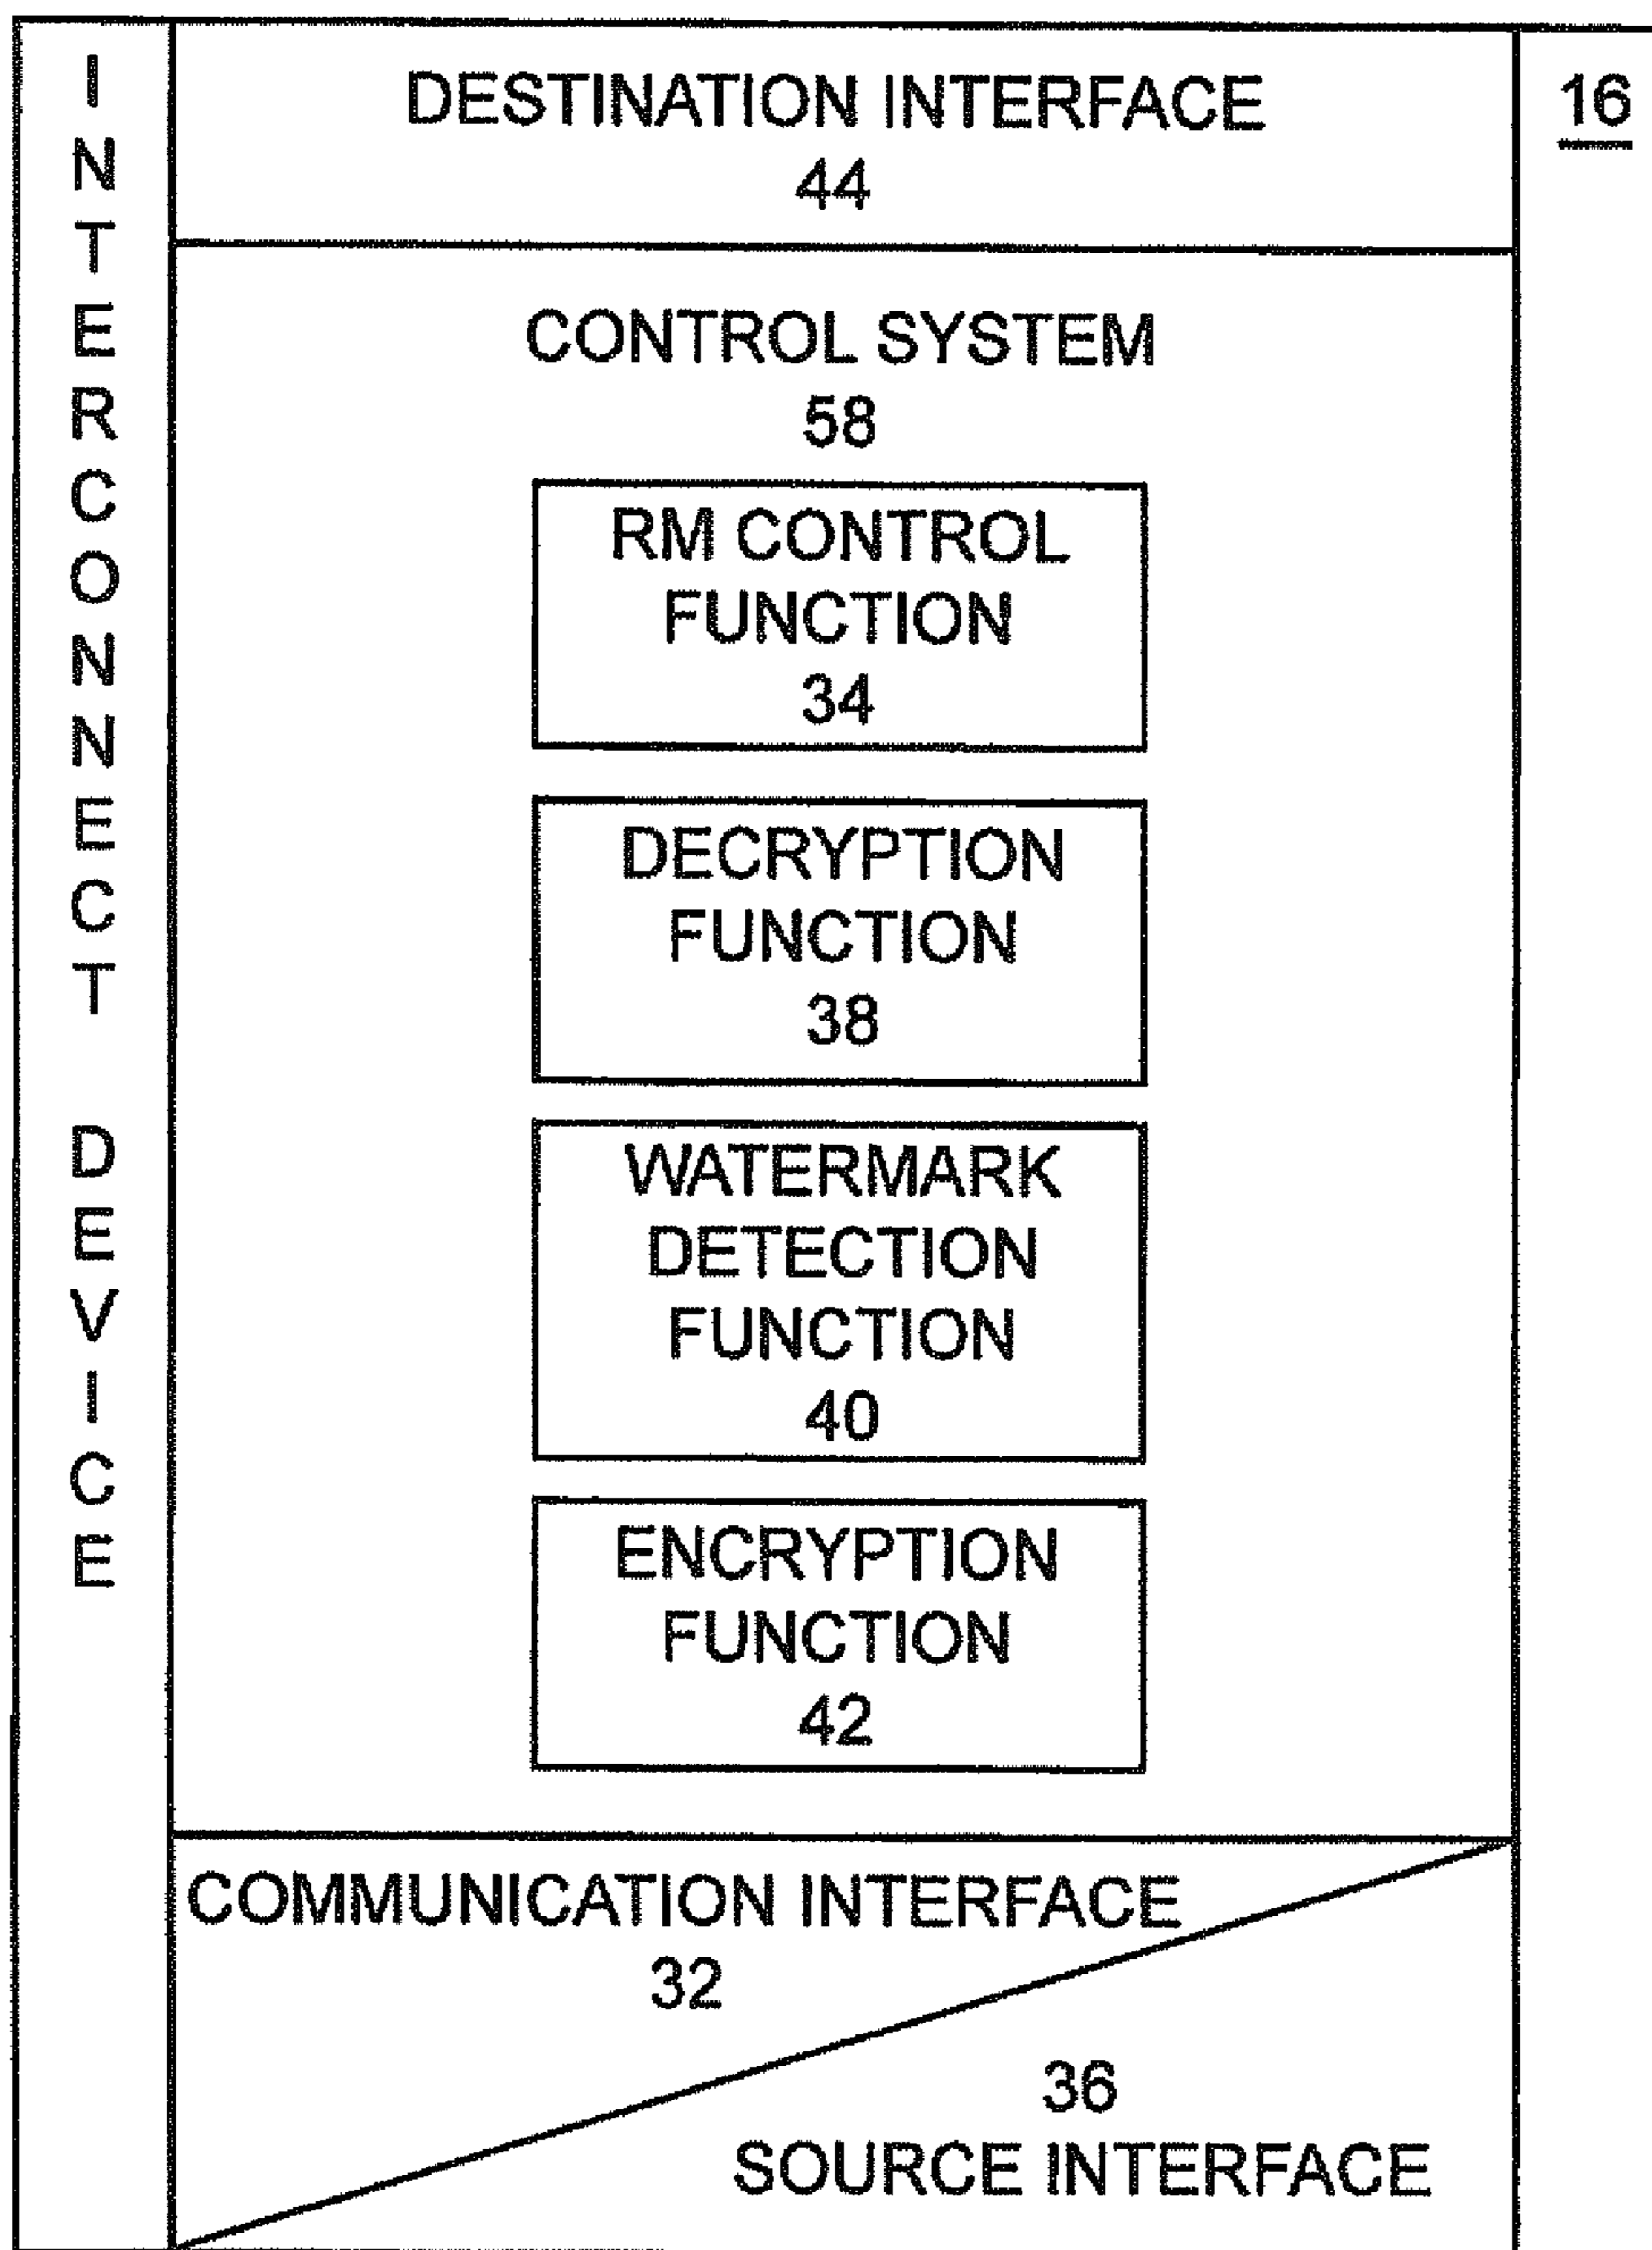 INTERCONNECT DEVICE
DESTINATION INTERFACE
44
16
CONTROL SYSTEM
58
RM CONTROL
FUNCTION
34
DECRYPTION
FUNCTION
38
WATERMARK
DETECTION
FUNCTION
40
ENCRYPTION
FUNCTION
42
COMMUNICATION INTERFACE
32
36
SOURCE INTERFACE